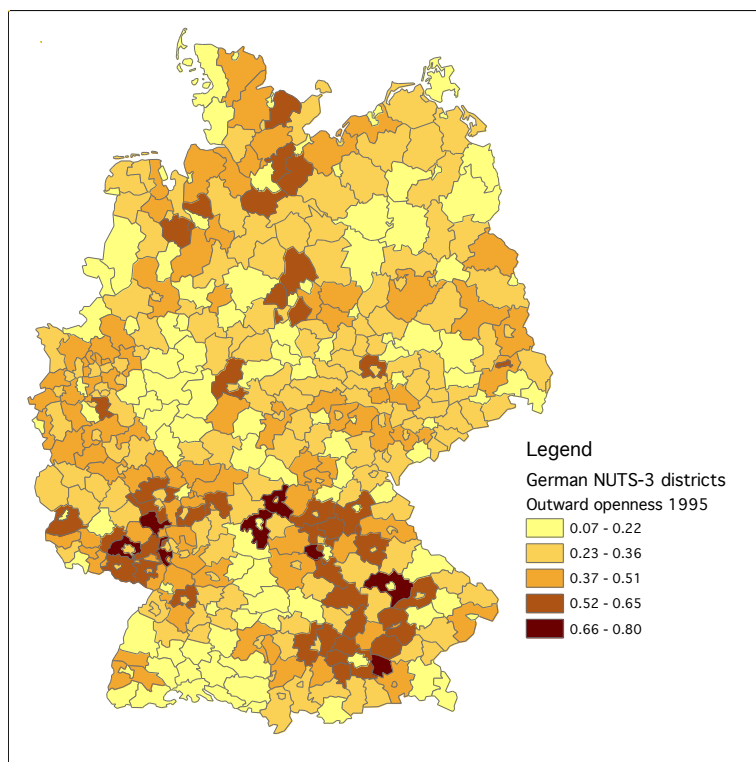 Legend
German NUTS-3 districts
Outward openness 1995
0.07 - 0.22
0.23 - 0.36
0.37 - 0.51
0.52 - 0.65
0.66 - 0.80